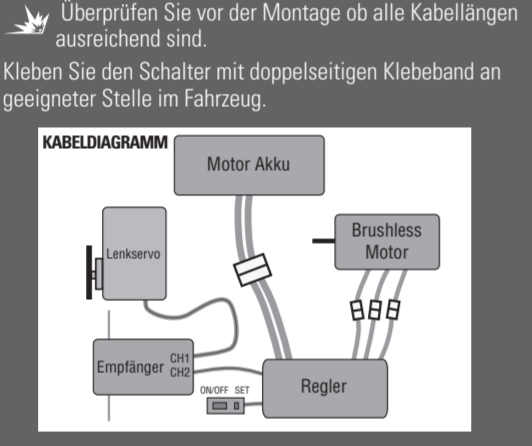 Überprüfen Sie vor der Montage ob alle Kabellängen
ausreichend sind.
Kleben Sie den Schalter mit doppelseitigen Klebeband an
geeigneter Stelle im Fahrzeug.
KABELDIAGRAMM
Motor Akku
Lenkservo
Brushless
Motor
Empfänger
CH1
CH2
ON/OFF SET
Regler